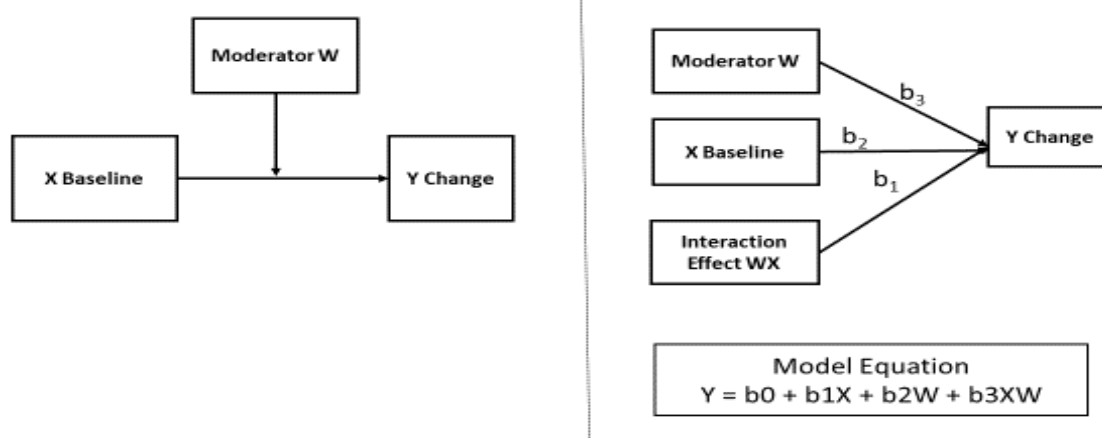 Moderator W
X Baseline
Y Change
Moderator W
X Baseline
Interaction
Effect WX
b₃
b₂
b₁
Y Change
Model Equation
Y = b0 + b1X + b2W + b3XW